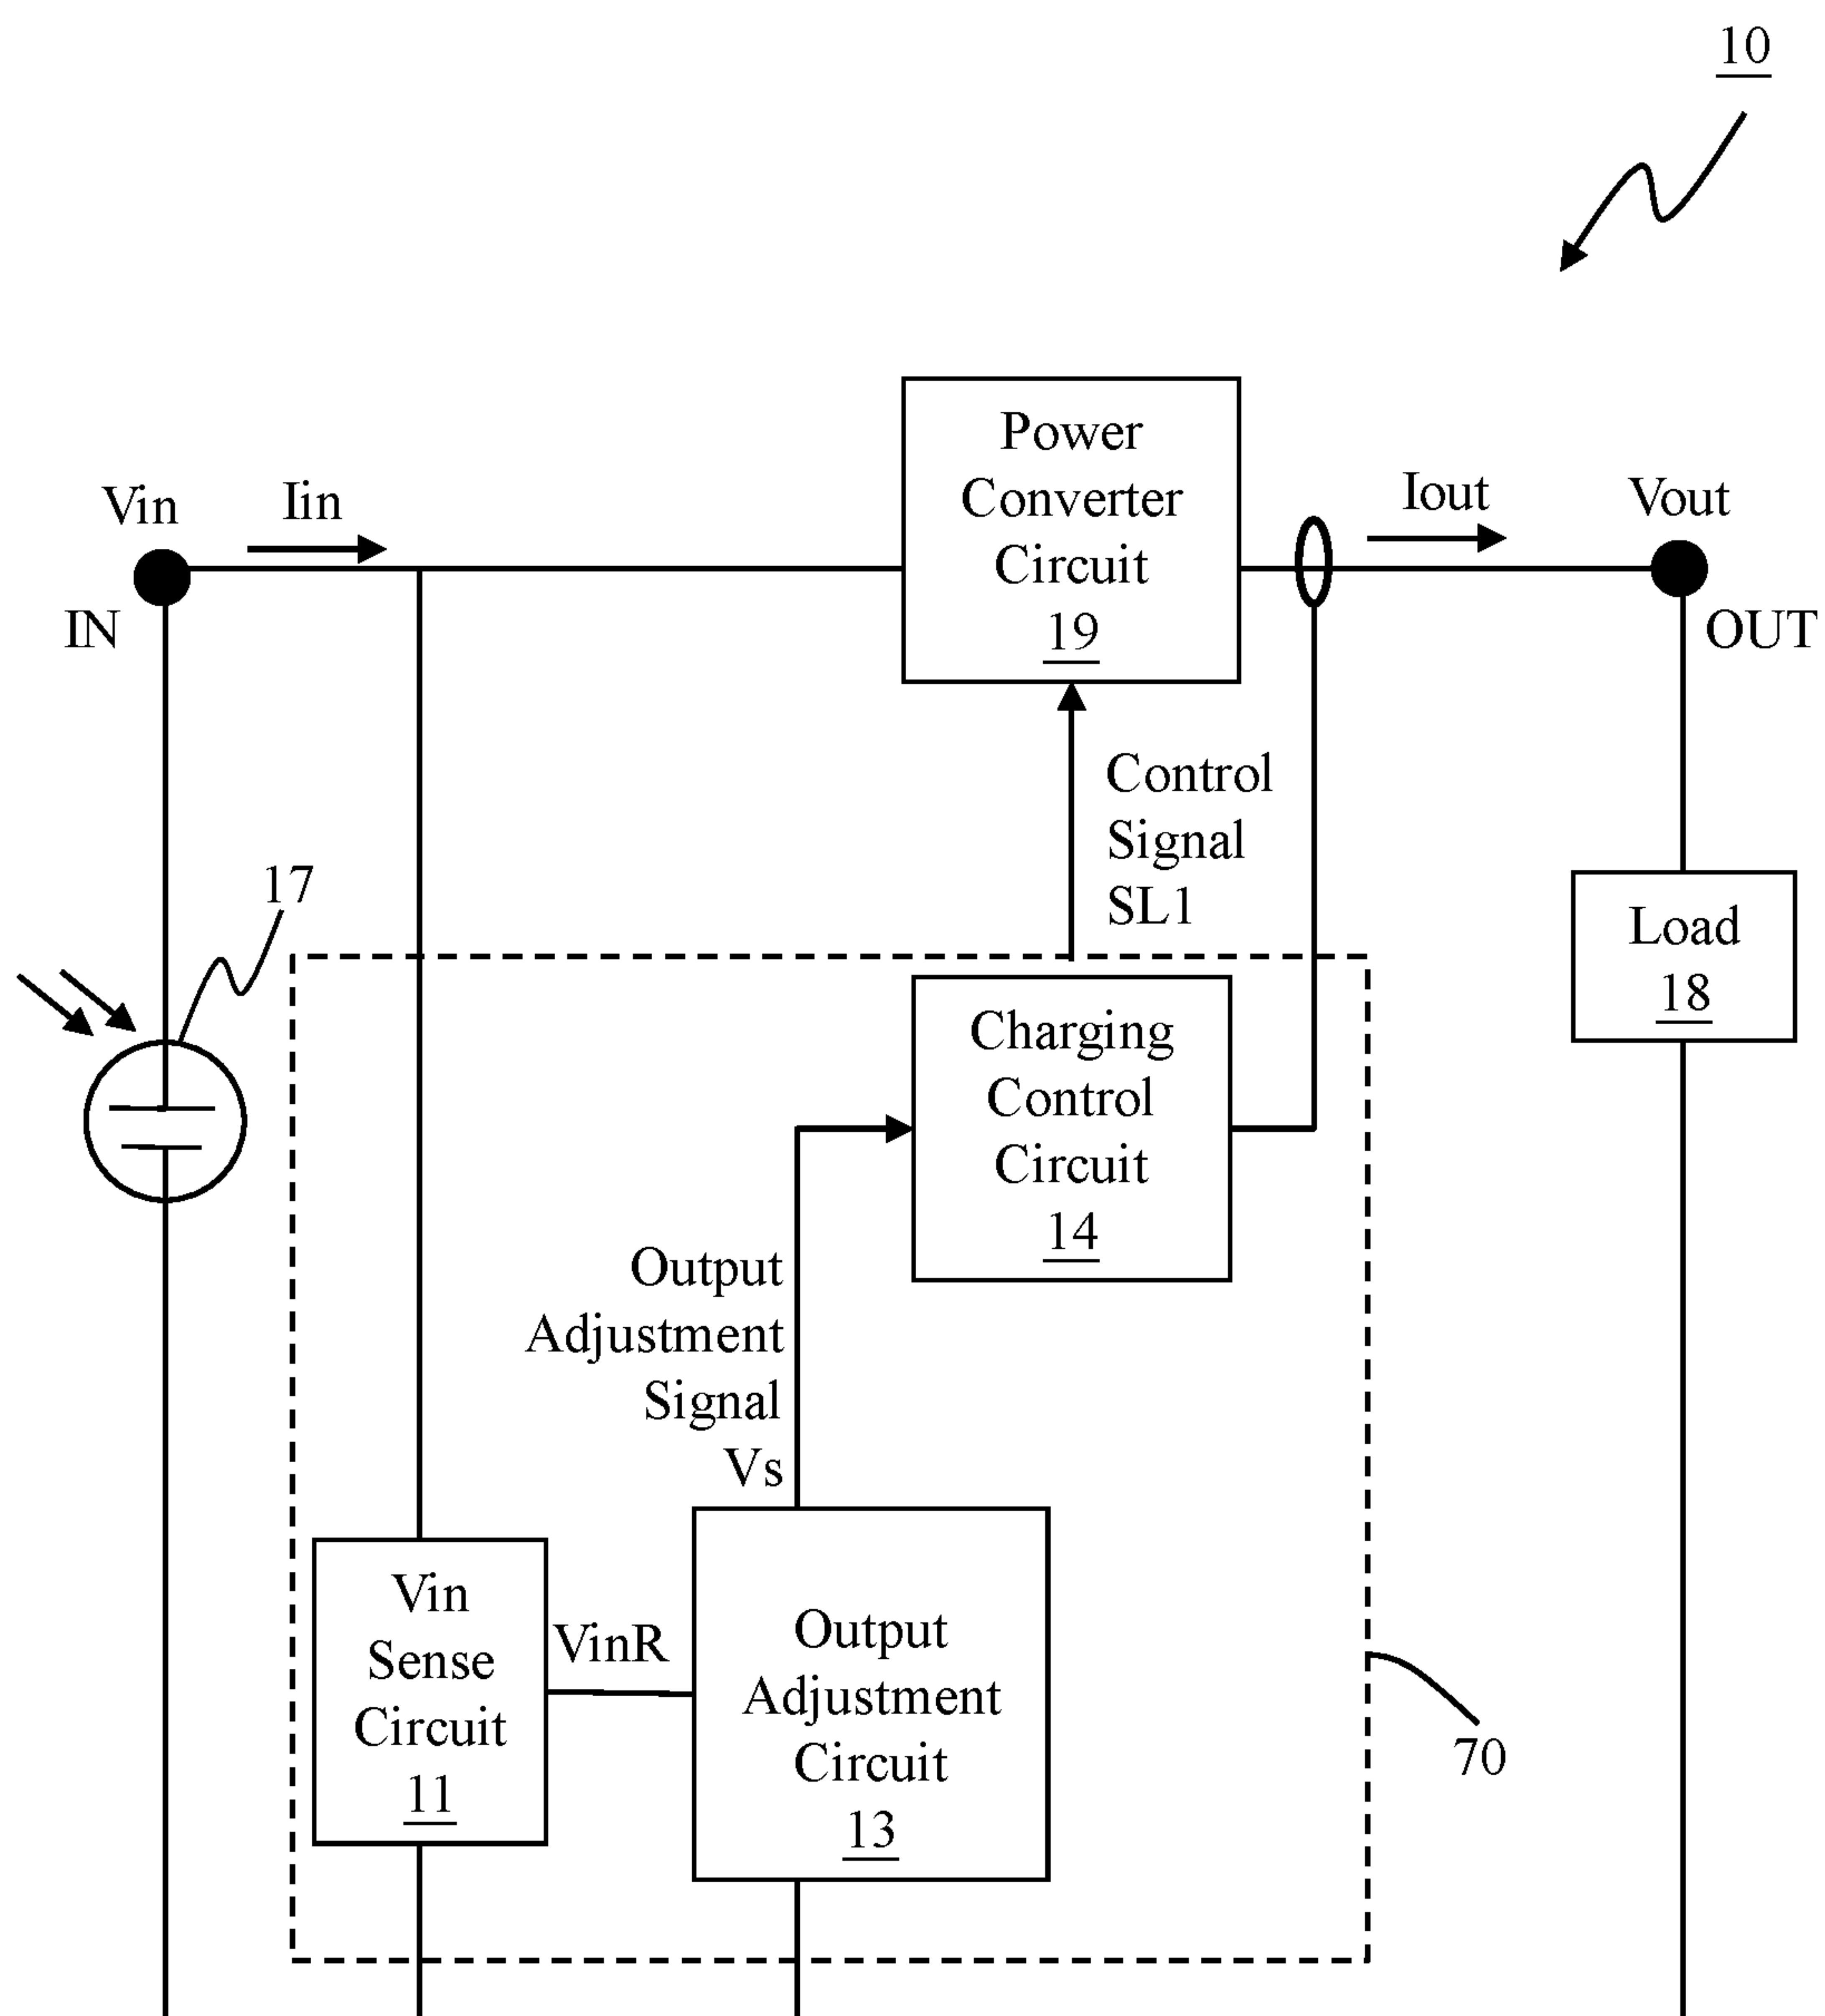 10
Power
Converter
Circuit
19
Vin
Iin
Iout
Vout
IN
OUT
Control
Signal
SL1
17
Load
18
Charging
Control
Circuit
14
Output
Adjustment
Signal
Vs
Vin
Sense
Circuit
11
VinR
Output
Adjustment
Circuit
13
70